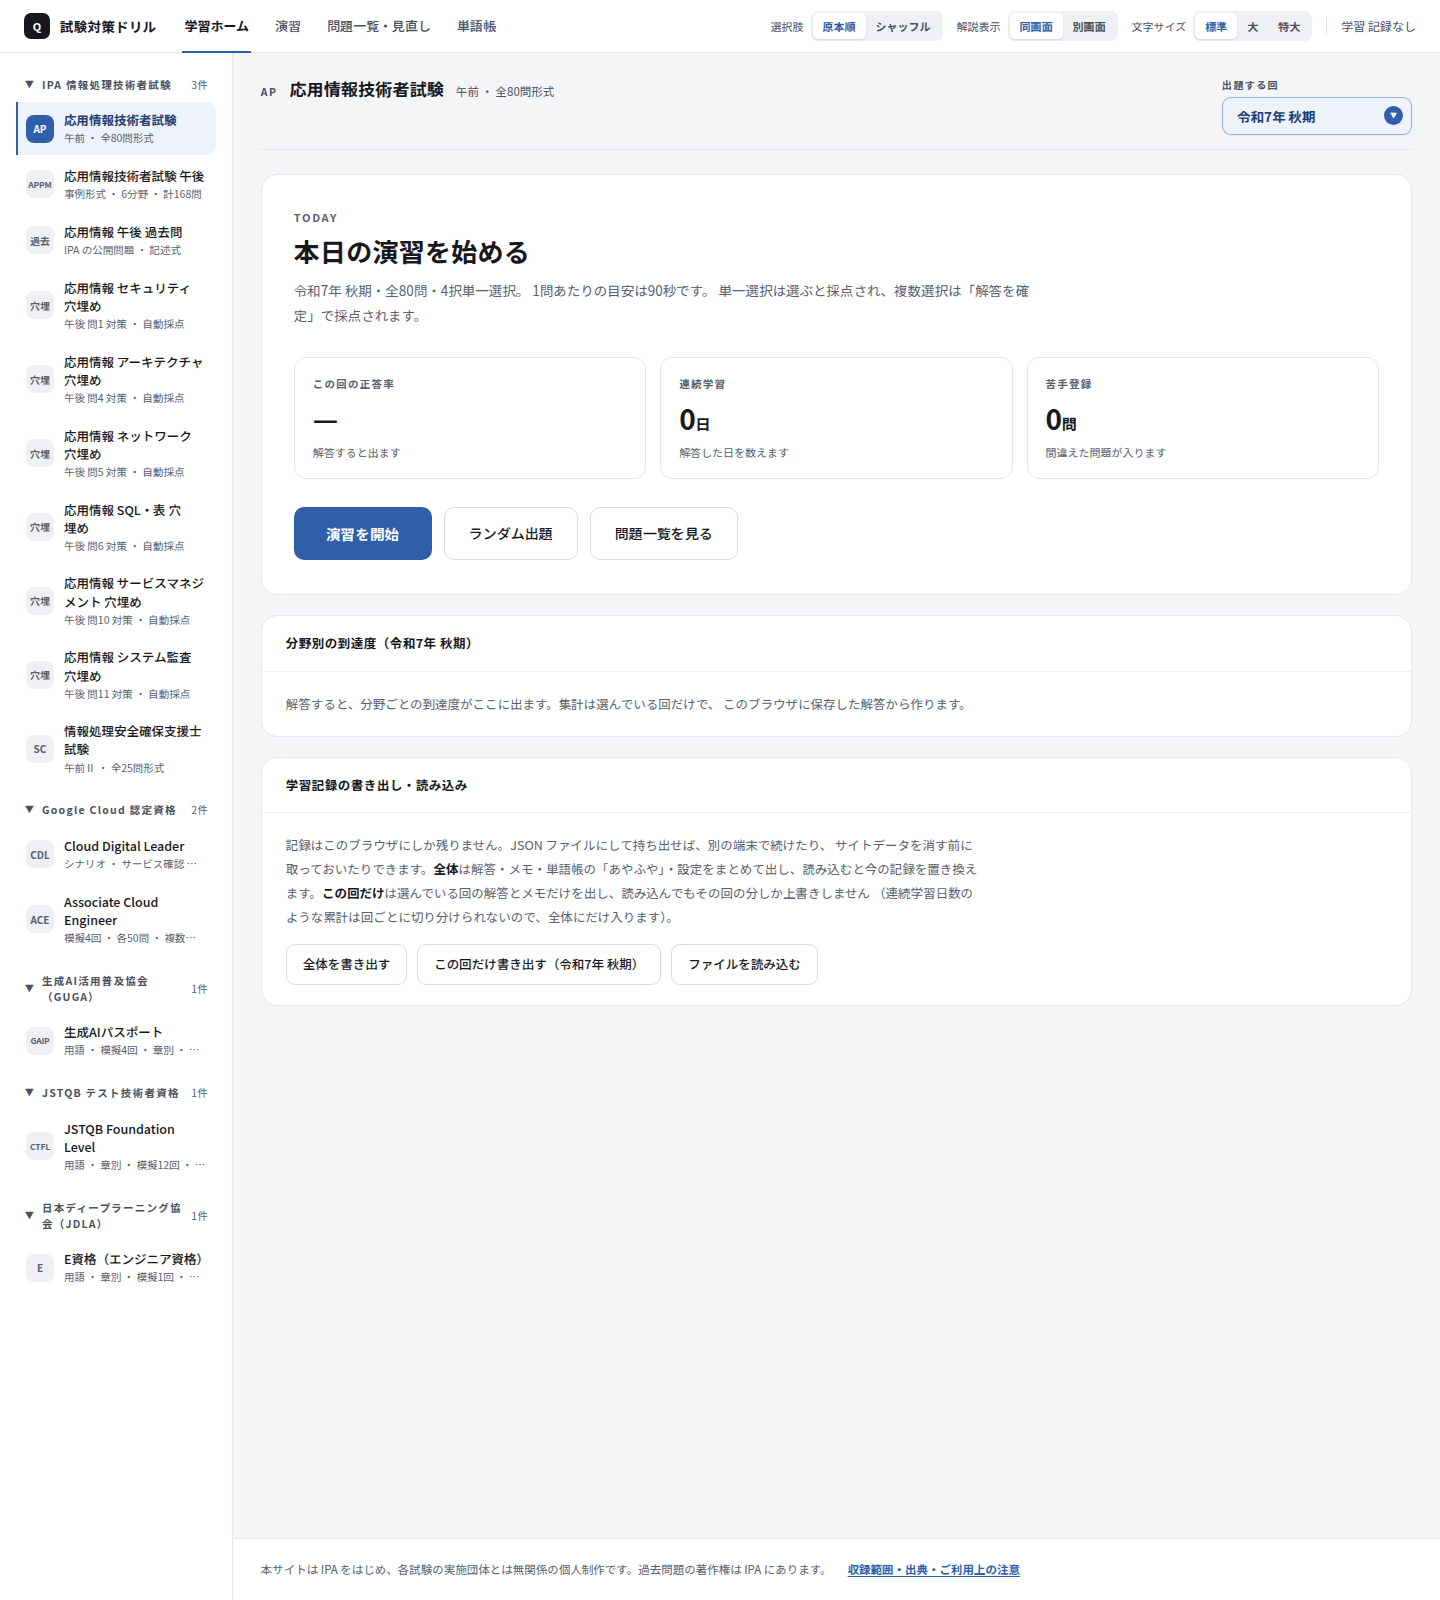 Q 試験対策ドリル 学習ホーム 演習 問題一覧・見直し 単語帳 選択肢 原本順 シャッフル 解説表示 同画面 別画面 文字サイズ 標準 大 特大 学習 記録なし
▼ IPA 情報処理技術者試験 3件
AP 応用情報技術者試験
午前 ・ 全80問形式
APPM 応用情報技術者試験 午後
事例形式 ・ 6分野 ・ 計168問
過去 応用情報 午後 過去問
IPA の公開問題 ・ 記述式
穴埋 応用情報 セキュリティ
穴埋め
午後 問1 対策 ・ 自動採点
穴埋 応用情報 アーキテクチャ
穴埋め
午後 問4 対策 ・ 自動採点
穴埋 応用情報 ネットワーク
穴埋め
午後 問5 対策 ・ 自動採点
穴埋 応用情報 SQL・表 穴
埋め
午後 問6 対策 ・ 自動採点
穴埋 応用情報 サービスマネジ
メント 穴埋め
午後 問10 対策 ・ 自動採点
穴埋 応用情報 システム監査
穴埋め
午後 問11 対策 ・ 自動採点
SC 情報処理安全確保支援士
試験
午前 II ・ 全25問形式
▼ Google Cloud 認定資格 2件
CDL Cloud Digital Leader
シナリオ ・ サービス確認 …
ACE Associate Cloud
Engineer
模擬4回 ・ 各50問 ・ 複数…
▼ 生成AI活用普及協会
（GUGA） 1件
GAIP 生成AIパスポート
用語 ・ 模擬4回 ・ 章別 ・ …
▼ JSTQB テスト技術者資格 1件
CTFL JSTQB Foundation
Level
用語 ・ 章別 ・ 模擬12回 ・ …
▼ 日本ディープラーニング協
会（JDLA） 1件
E E資格（エンジニア資格）
用語 ・ 章別 ・ 模擬1回 ・ …
AP 応用情報技術者試験 午前 ・ 全80問形式
出題する回
令和7年 秋期 ▼
TODAY
本日の演習を始める
令和7年 秋期・全80問・4択単一選択。 1問あたりの目安は90秒です。 単一選択は選ぶと採点され、複数選択は「解答を確
定」で採点されます。
この回の正答率
—
解答すると出ます
連続学習
0日
解答した日を数えます
苦手登録
0問
間違えた問題が入ります
演習を開始 ランダム出題 問題一覧を見る
分野別の到達度（令和7年 秋期）
解答すると、分野ごとの到達度がここに出ます。集計は選んでいる回だけで、 このブラウザに保存した解答から作ります。
学習記録の書き出し・読み込み
記録はこのブラウザにしか残りません。JSON ファイルにして持ち出せば、別の端末で続けたり、 サイトデータを消す前に
取っておいたりできます。全体は解答・メモ・単語帳の「あやふや」・設定をまとめて出し、読み込むと今の記録を置き換え
ます。この回だけは選んでいる回の解答とメモだけを出し、読み込んでもその回の分しか上書きしません （連続学習日数の
ような累計は回ごとに切り分けられないので、全体にだけ入ります）。
全体を書き出す この回だけ書き出す（令和7年 秋期） ファイルを読み込む
本サイトは IPA をはじめ、各試験の実施団体とは無関係の個人制作です。過去問題の著作権は IPA にあります。 収録範囲・出典・ご利用上の注意